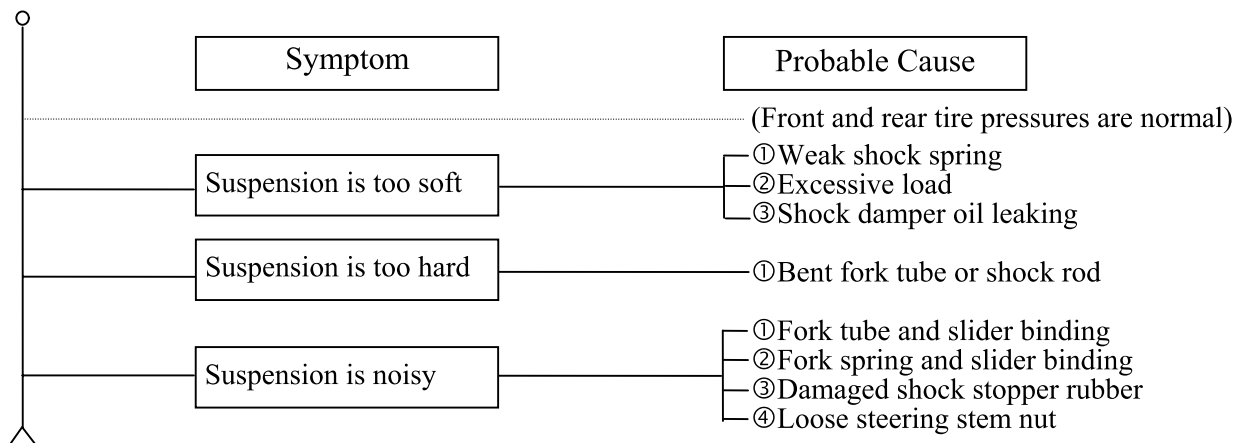 Symptom
Probable Cause
(Front and rear tire pressures are normal)
Suspension is too soft
①Weak shock spring
②Excessive load
③Shock damper oil leaking
Suspension is too hard
①Bent fork tube or shock rod
Suspension is noisy
①Fork tube and slider binding
②Fork spring and slider binding
③Damaged shock stopper rubber
④Loose steering stem nut